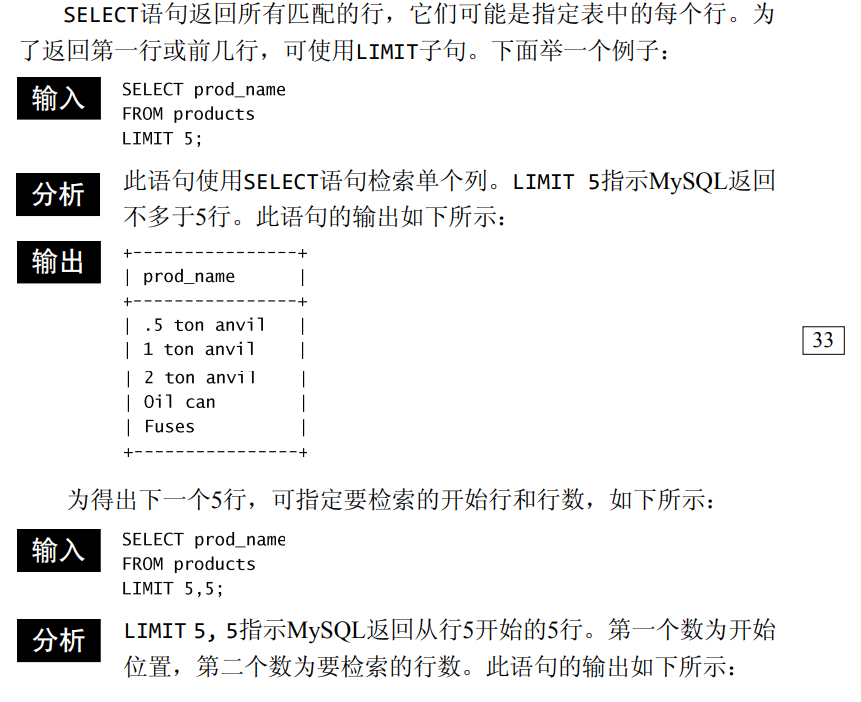 SELECT语句返回所有匹配的行，它们可能是指定表中的每个行。为
了返回第一行或前几行，可使用LIMIT子句。下面举一个例子：
输入
SELECT prod_name
FROM products
LIMIT 5;
分析
此语句使用SELECT语句检索单个列。LIMIT 5指示MySQL返回
不多于5行。此语句的输出如下所示：
输出
+----------------+
| prod_name      |
+----------------+
| .5 ton anvil   |
| 1 ton anvil    |
| 2 ton anvil    |
| Oil can        |
| Fuses          |
+----------------+
33
为得出下一个5行，可指定要检索的开始行和行数，如下所示：
输入
SELECT prod_name
FROM products
LIMIT 5,5;
分析
LIMIT 5, 5指示MySQL返回从行5开始的5行。第一个数为开始
位置，第二个数为要检索的行数。此语句的输出如下所示：